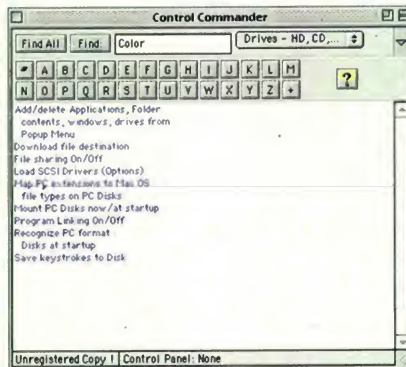 Control Commander
Find All Find: Color Drives - HD, CD,...
# A B C D E F G H I J K L M
N O P Q R S T U V W X Y Z +
?
Add/delete Applications, Folder
contents, windows, drives from
Popup Menu
Download file destination
File sharing On/Off
Load SCSI Drivers (Options)
Map PC extensions to Mac OS
file types on PC Disks
Mount PC Disks now/at startup
Program Linking On/Off
Recognize PC format
Disks at startup
Save keystrokes to Disk
Unregistered Copy ! Control Panel: None